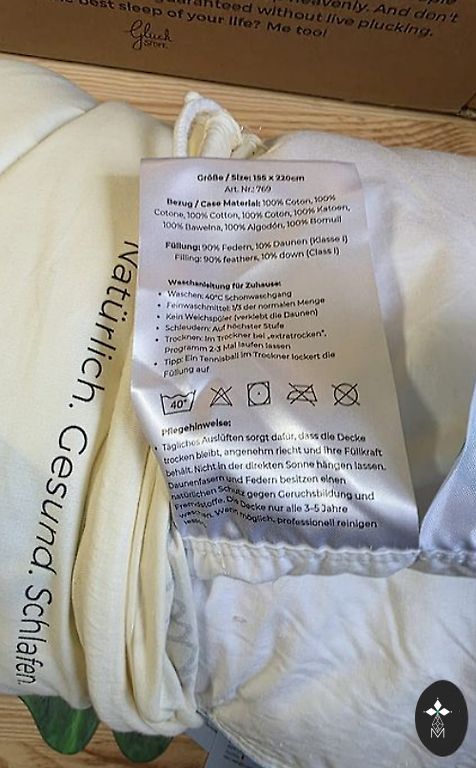 heavenly. And don't
guaranteed without live plucking.
best sleep of your life? Me too!
Glück
STORE
Natürlich. Gesund. Schlafen.
Größe / Size: 155 x 220cm
Art. Nr.: 769
Bezug / Case Material: 100% Coton, 100%
Cotone, 100% Cotton, 100% Coton, 100% Katoen,
100% Bawelna, 100% Algodón, 100% Bomull
Füllung: 90% Federn, 10% Daunen (Klasse I)
Filling: 90% feathers, 10% down (Class I)
Waschanleitung für Zuhause:
• Waschen: 40°C Schonwaschgang
• Feinwaschmittel: 1/3 der normalen Menge
• Kein Weichspüler (verklebt die Daunen)
• Schleudern: Auf höchster Stufe
• Trocknen: Im Trockner bei „extratrocken".
Programm 2-3 Mal laufen lassen
• Tipp: Ein Tennisball im Trockner lockert die
Füllung auf
40°
Pflegehinweise:
• Tägliches Auslüften sorgt dafür, dass die Decke
trocken bleibt, angenehm riecht und ihre Füllkraft
behält. Nicht in der direkten Sonne hängen lassen.
Daunenfasern und Federn besitzen einen
natürlichen Schutz gegen Geruchsbildung und
Fremdstoffe. Die Decke nur alle 3-5 Jahre
waschen. Wenn möglich, professionell reinigen
lassen.
M